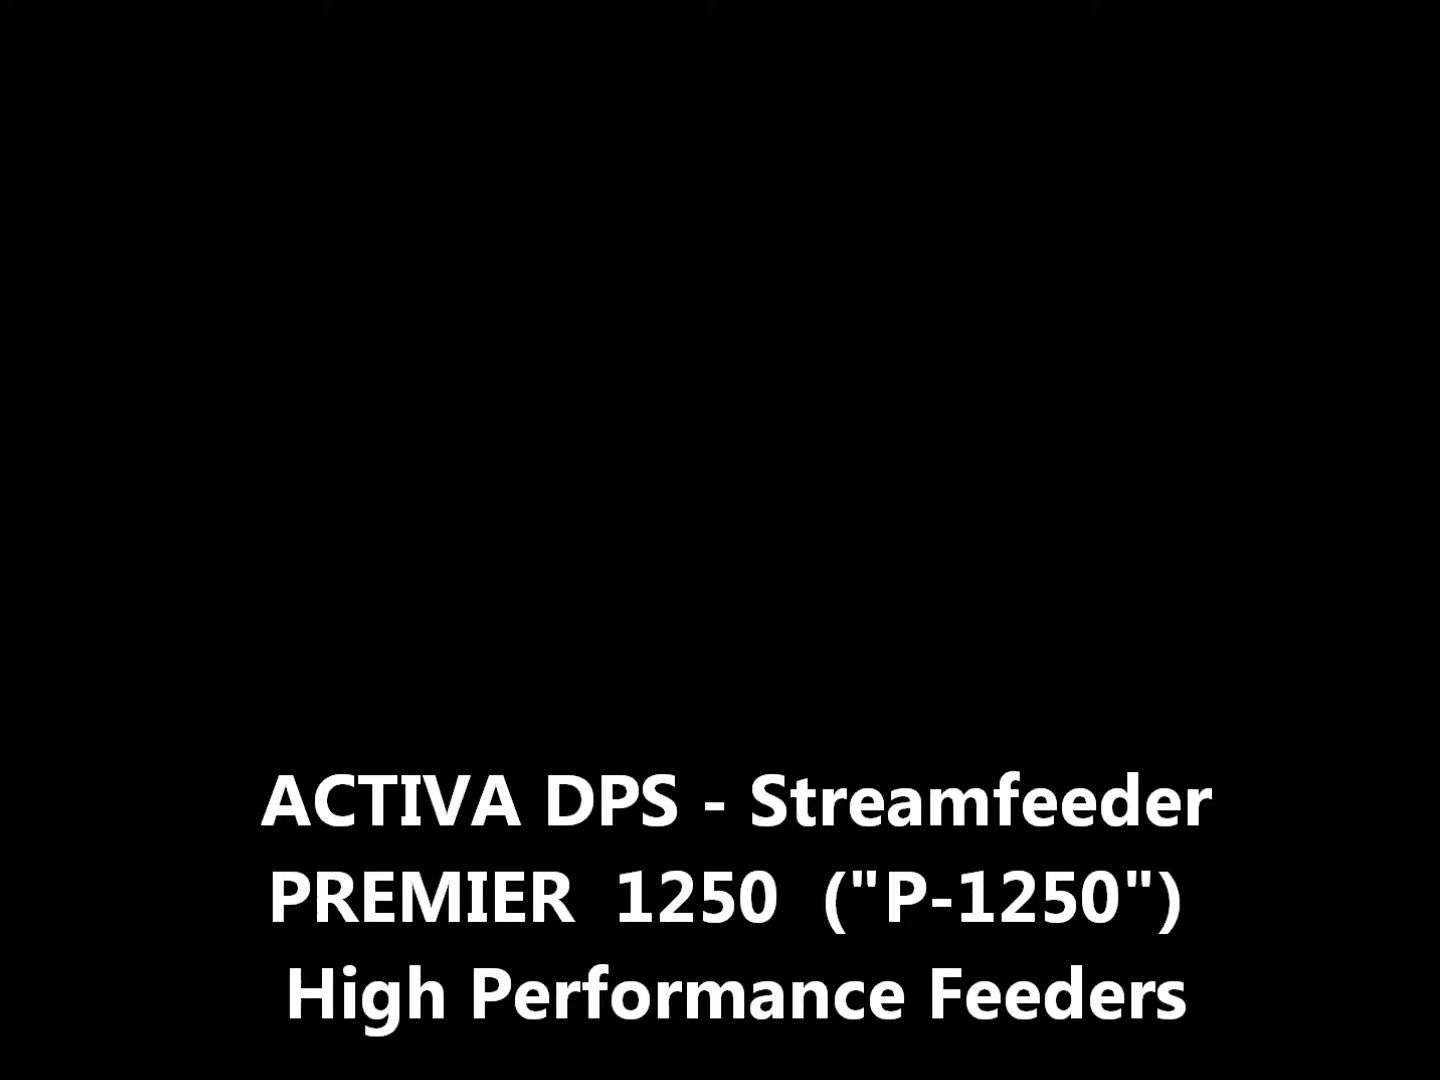 ACTIVA DPS - Streamfeeder
PREMIER 1250 ("P-1250")
High Performance Feeders